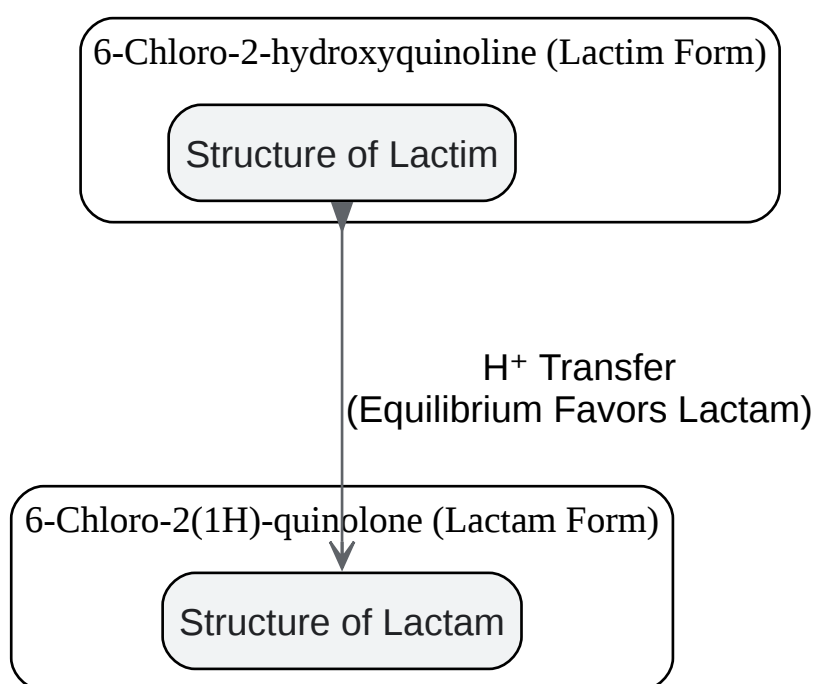 6-Chloro-2-hydroxyquinoline (Lactim Form)
Structure of Lactim
H⁺ Transfer
(Equilibrium Favors Lactam)
6-Chloro-2(1H)-quinolone (Lactam Form)
Structure of Lactam